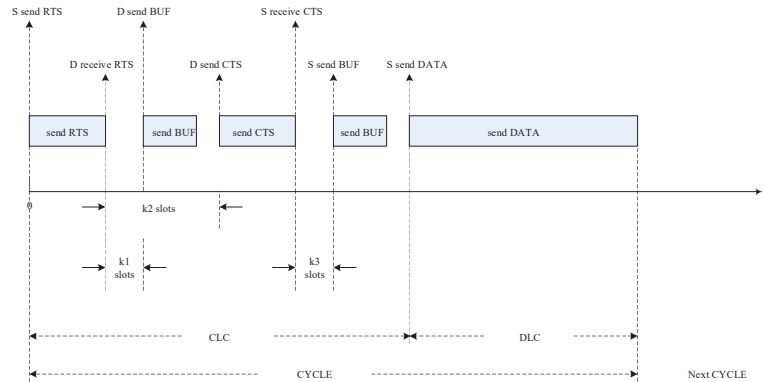 S send RTS
D send BUF
S receive CTS
D receive RTS
D send CTS
S send BUF
S send DATA
send RTS
send BUF
send CTS
send BUF
send DATA
0
k2 slots
k1
slots
k3
slots
CLC
DLC
CYCLE
Next CYCLE